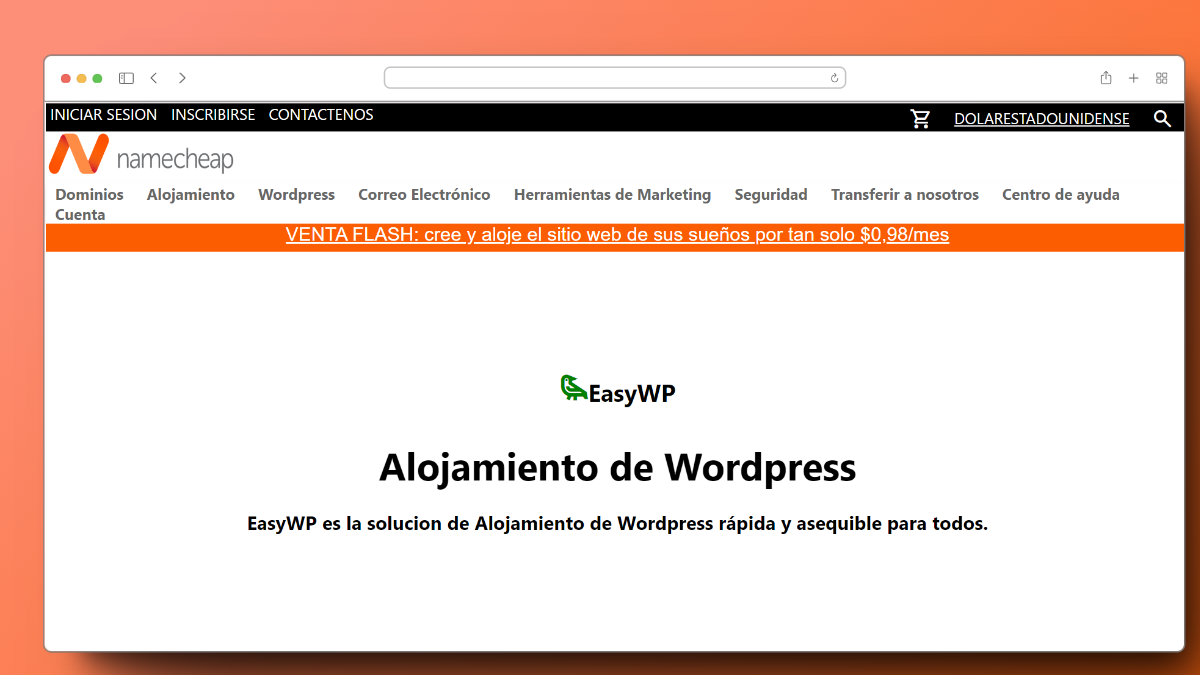 INICIAR SESION INSCRIBIRSE CONTACTENOS DOLARESTADOUNIDENSE
namecheap
Dominios Alojamiento Wordpress Correo Electrónico Herramientas de Marketing Seguridad Transferir a nosotros Centro de ayuda
Cuenta
VENTA FLASH: cree y aloje el sitio web de sus sueños por tan solo $0,98/mes
EasyWP
Alojamiento de Wordpress
EasyWP es la solucion de Alojamiento de Wordpress rápida y asequible para todos.